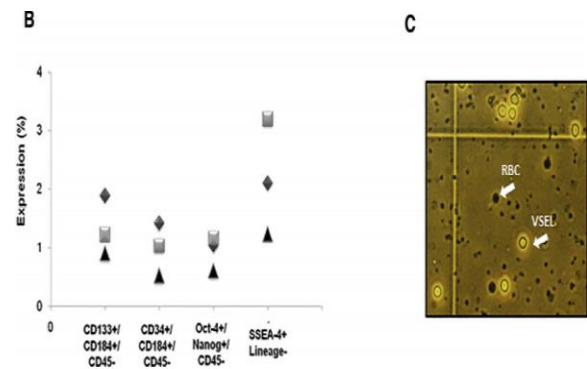 B
C
Expression (%)
4
3
2
1
0
0
CD133+/
CD184+/
CD45-
CD34+/
CD184+/
CD45-
Oct-4+/
Nanog+/
CD45-
SSEA-4+
Lineage-
RBC
VSEL